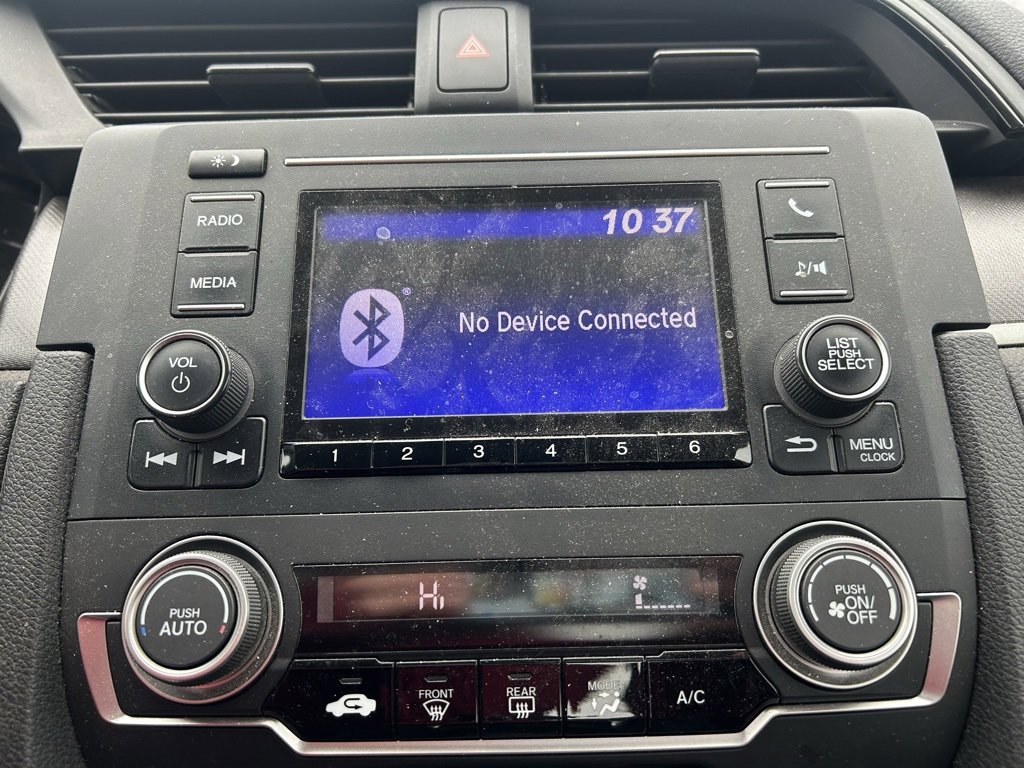 RADIO
MEDIA
10 37
®
No Device Connected
VOL
LIST
PUSH
SELECT
1 2 3 4 5 6
MENU
CLOCK
Hi
PUSH
AUTO
PUSH
ON/
OFF
FRONT
REAR
MODE
A/C